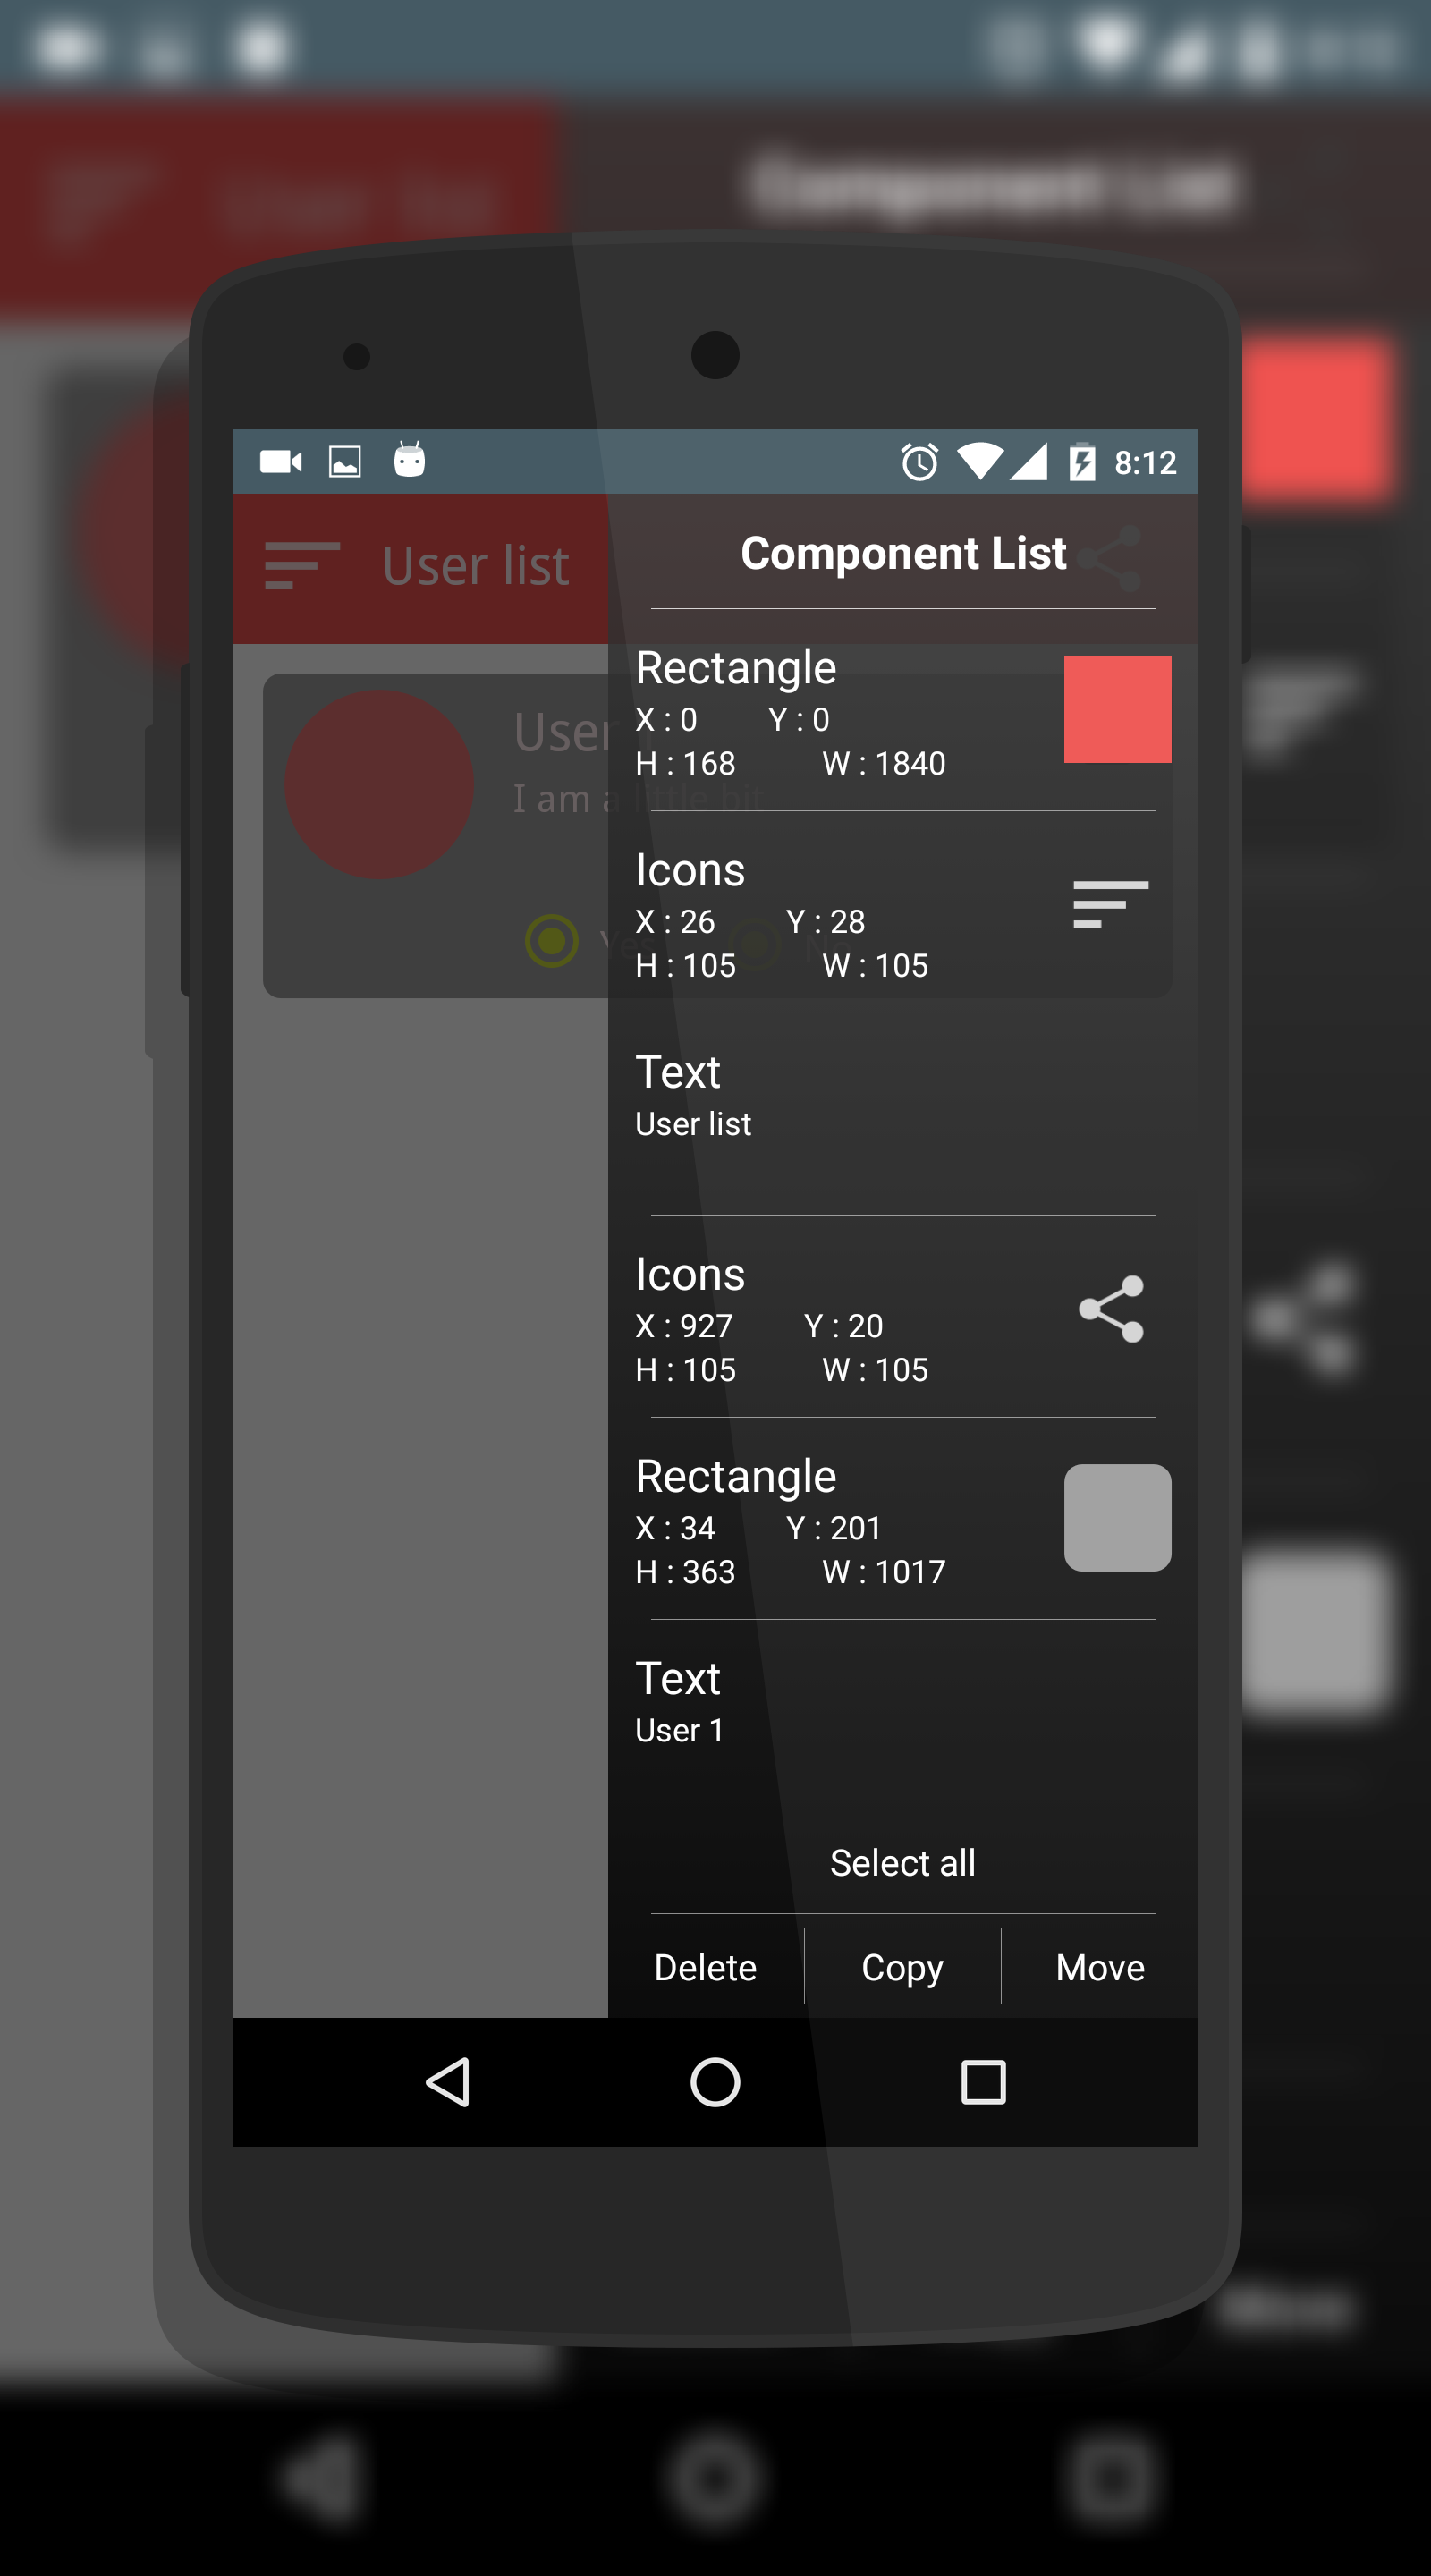 8:12
User list
Component List
Rectangle
X : 0 Y : 0
H : 168 W : 1840
User
I am a little bit
Icons
X : 26 Y : 28
H : 105 W : 105
Yes No
Text
User list
Icons
X : 927 Y : 20
H : 105 W : 105
Rectangle
X : 34 Y : 201
H : 363 W : 1017
Text
User 1
Select all
Delete Copy Move